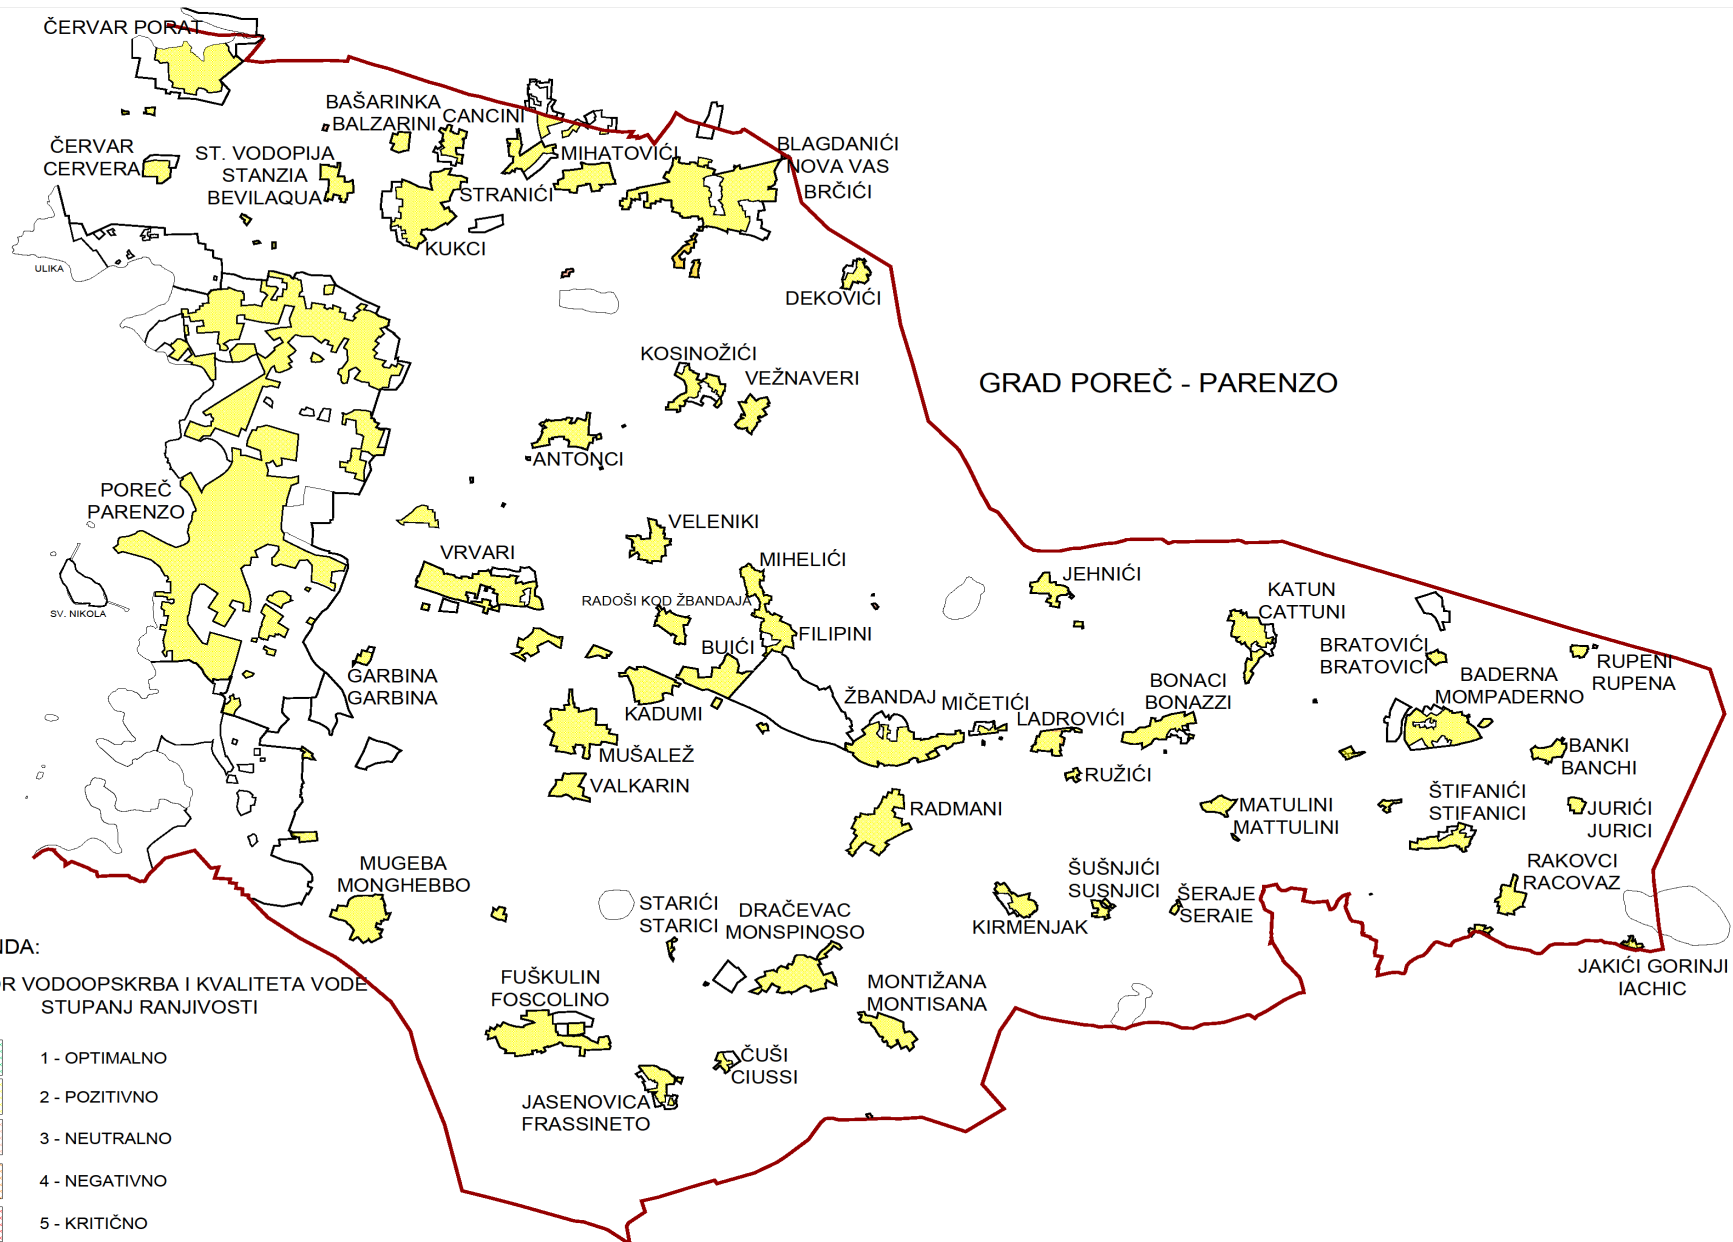 ČERVAR PORAT
BAŠARINKA
BALZARINI
CANCINI
ČERVAR
CERVERA
ST. VODOPIJA
STANZIA
BEVILAQUA
MIHATOVIĆI
STRANIĆI
KUKCI
BLAGDANIĆI
NOVA VAS
BRČIĆI
ULIKA
DEKOVIĆI
KOSINOŽIĆI
VEŽNAVERI
GRAD POREČ - PARENZO
ANTONCI
POREČ
PARENZO
VELENIKI
VRVARI
MIHELIĆI
JEHNIĆI
KATUN
CATTUNI
RADOŠI KOD ŽBANDAJA
SV. NIKOLA
FILIPINI
BUIĆI
BRATOVIĆI
BRATOVICI
RUPENI
RUPENA
GARBINA
GARBINA
BADERNA
MOMPADERNO
BONACI
BONAZZI
KADUMI
ŽBANDAJ
MIČETIĆI
LADROVIĆI
MUŠALEŽ
BANKI
BANCHI
VALKARIN
RUŽIĆI
RADMANI
MATULINI
MATTULINI
ŠTIFANIĆI
STIFANICI
JURIĆI
JURICI
MUGEBA
MONGHEBBO
ŠUŠNJIĆI
SUSNJICI
RAKOVCI
RACOVAZ
STARIĆI
STARICI
DRAČEVAC
MONSPINOSO
KIRMENJAK
ŠERAJE
SERAIE
NDA:
R VODOOPSKRBA I KVALITETA VODE
STUPANJ RANJIVOSTI
FUŠKULIN
FOSCOLINO
MONTIŽANA
MONTISANA
JAKIĆI GORINJI
IACHIC
1 - OPTIMALNO
ČUŠI
CIUSSI
2 - POZITIVNO
JASENOVICA
FRASSINETO
3 - NEUTRALNO
4 - NEGATIVNO
5 - KRITIČNO